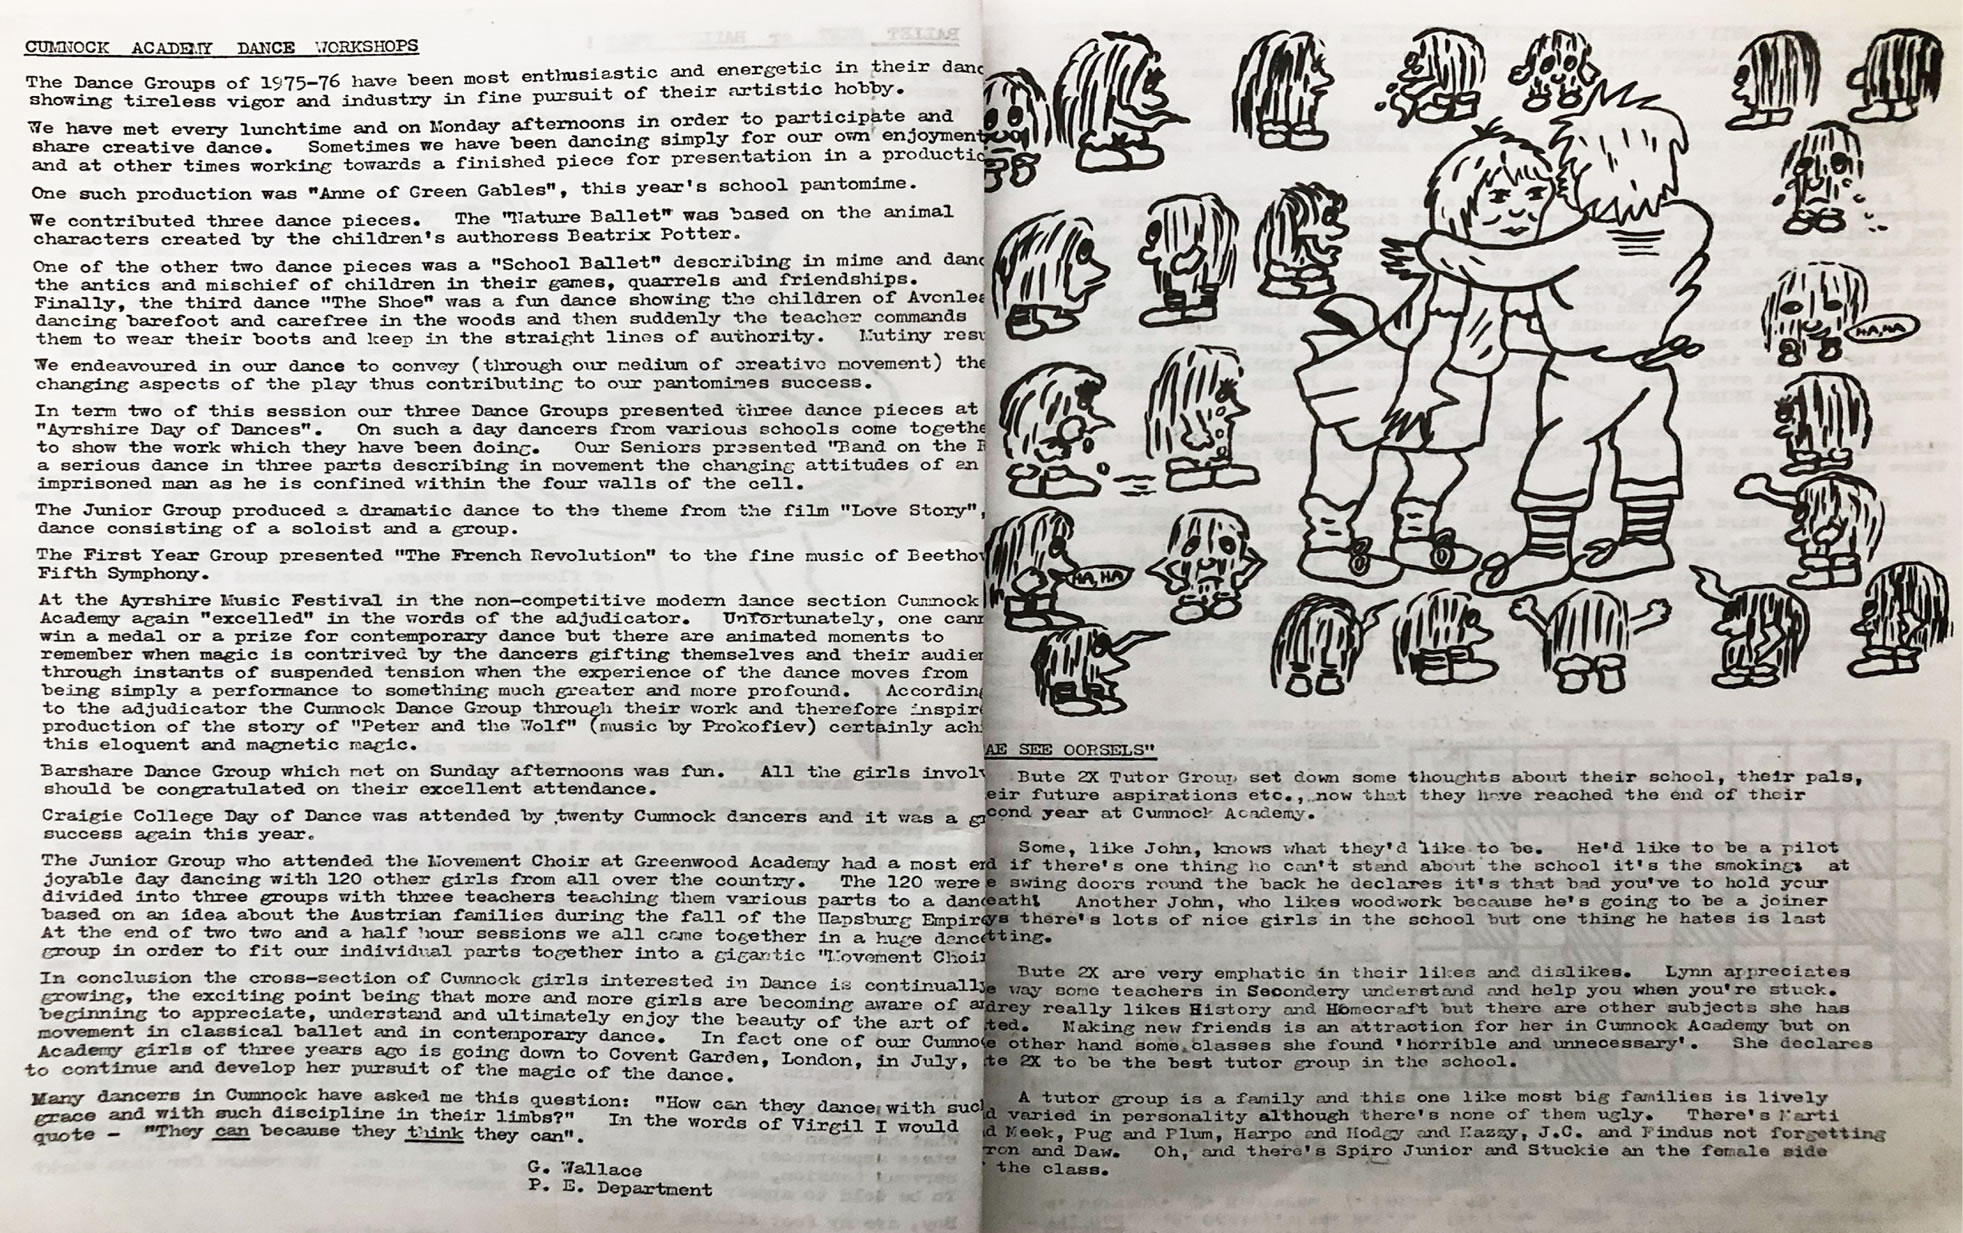 CUMNOCK ACADEMY DANCE WORKSHOPS
The Dance Groups of 1975-76 have been most enthusiastic and energetic in their danc
showing tireless vigor and industry in fine pursuit of their artistic hobby.
We have met every lunchtime and on Monday afternoons in order to participate and
share creative dance. Sometimes we have been dancing simply for our own enjoyment
and at other times working towards a finished piece for presentation in a productio
One such production was "Anne of Green Gables", this year's school pantomime.
We contributed three dance pieces. The "Nature Ballet" was based on the animal
characters created by the children's authoress Beatrix Potter.
One of the other two dance pieces was a "School Ballet" describing in mime and danc
the antics and mischief of children in their games, quarrels and friendships.
Finally, the third dance "The Shoe" was a fun dance showing the children of Avonlea
dancing barefoot and carefree in the woods and then suddenly the teacher commands
them to wear their boots and keep in the straight lines of authority. Mutiny resu
We endeavoured in our dance to convey (through our medium of creative movement) the
changing aspects of the play thus contributing to our pantomimes success.
In term two of this session our three Dance Groups presented three dance pieces at
"Ayrshire Day of Dances". On such a day dancers from various schools come togethe
to show the work which they have been doing. Our Seniors presented "Band on the R
a serious dance in three parts describing in movement the changing attitudes of an
imprisoned man as he is confined within the four walls of the cell.
The Junior Group produced a dramatic dance to the theme from the film "Love Story",
dance consisting of a soloist and a group.
The First Year Group presented "The French Revolution" to the fine music of Beethov
Fifth Symphony.
At the Ayrshire Music Festival in the non-competitive modern dance section Cumnock
Academy again "excelled" in the words of the adjudicator. Unfortunately, one cann
win a medal or a prize for contemporary dance but there are animated moments to
remember when magic is contrived by the dancers gifting themselves and their audien
through instants of suspended tension when the experience of the dance moves from
being simply a performance to something much greater and more profound. According
to the adjudicator the Cumnock Dance Group through their work and therefore inspire
production of the story of "Peter and the Wolf" (music by Prokofiev) certainly achi
this eloquent and magnetic magic.
Barshare Dance Group which met on Sunday afternoons was fun. All the girls involv
should be congratulated on their excellent attendance.
Craigie College Day of Dance was attended by twenty Cumnock dancers and it was a g
success again this year.
The Junior Group who attended the Movement Choir at Greenwood Academy had a most en
joyable day dancing with 120 other girls from all over the country. The 120 were
divided into three groups with three teachers teaching them various parts to a danc
based on an idea about the Austrian families during the fall of the Hapsburg Empire
At the end of two two and a half hour sessions we all came together in a huge dance
group in order to fit our individual parts together into a gigantic "Movement Choir
In conclusion the cross-section of Cumnock girls interested in Dance is continually
growing, the exciting point being that more and more girls are becoming aware of a
beginning to appreciate, understand and ultimately enjoy the beauty of the art of
movement in classical ballet and in contemporary dance. In fact one of our Cumno
Academy girls of three years ago is going down to Covent Garden, London, in July,
to continue and develop her pursuit of the magic of the dance.
Many dancers in Cumnock have asked me this question: "How can they dance with such
grace and with such discipline in their limbs?" In the words of Virgil I would
quote - "They can because they think they can".
G. Wallace
P. E. Department
HA, HA
HA, HA
AE SEE OORSELS"
Bute 2X Tutor Group set down some thoughts about their school, their pals,
eir future aspirations etc., now that they have reached the end of their
cond year at Cumnock Academy.
Some, like John, knows what they'd like to be. He'd like to be a pilot
d if there's one thing he can't stand about the school it's the smoking; at
e swing doors round the back he declares it's that bad you've to hold your
eath! Another John, who likes woodwork because he's going to be a joiner
ys there's lots of nice girls in the school but one thing he hates is last
tting.
Bute 2X are very emphatic in their likes and dislikes. Lynn appreciates
e way some teachers in Secondery understand and help you when you're stuck.
drey really likes History and Homecraft but there are other subjects she has
ted. Making new friends is an attraction for her in Cumnock Academy but on
e other hand some classes she found 'horrible and unnecessary'. She declares
te 2X to be the best tutor group in the school.
A tutor group is a family and this one like most big families is lively
d varied in personality although there's none of them ugly. There's Marti
d Meek, Pug and Plum, Harpo and Hodgy and Hazzy, J.C. and Findus not forgetting
ron and Daw. Oh, and there's Spiro Junior and Stuckie an the female side
the class.